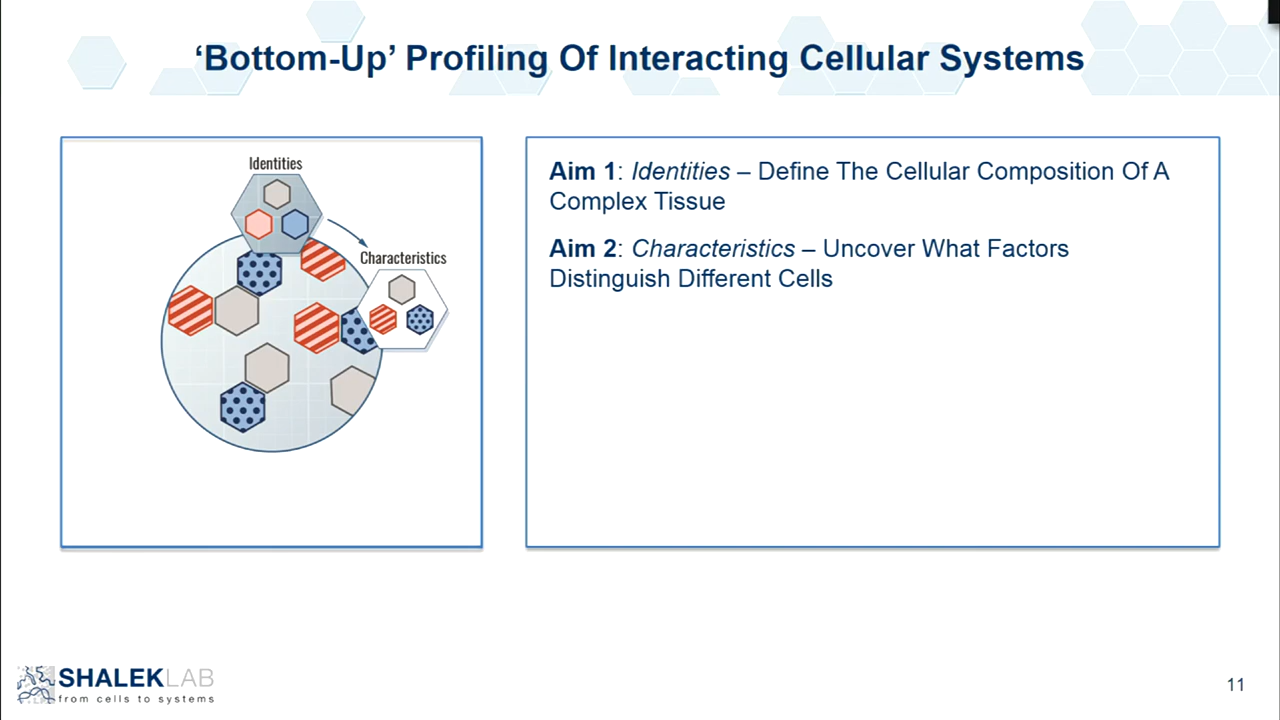 ‘Bottom-Up’ Profiling Of Interacting Cellular Systems
Identities
Characteristics
Aim 1: Identities – Define The Cellular Composition Of A
Complex Tissue
Aim 2: Characteristics – Uncover What Factors
Distinguish Different Cells
SHALEKLAB
from cells to systems
11